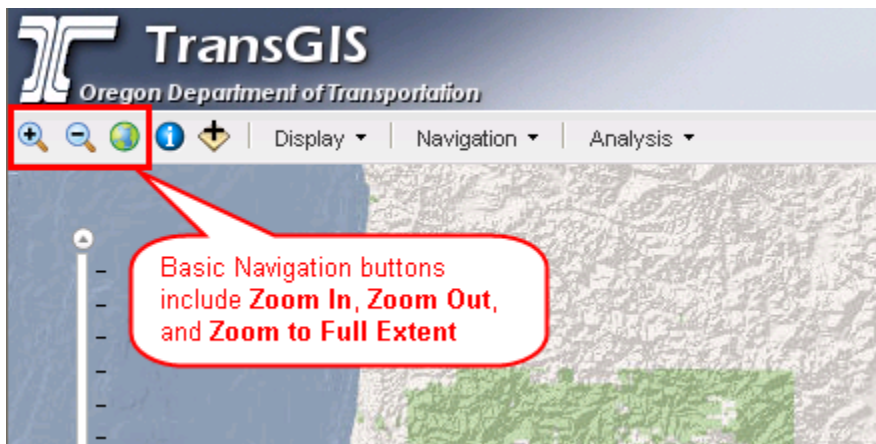 TransGIS
Oregon Department of Transportation
Display Navigation Analysis
Basic Navigation buttons
include Zoom In, Zoom Out,
and Zoom to Full Extent